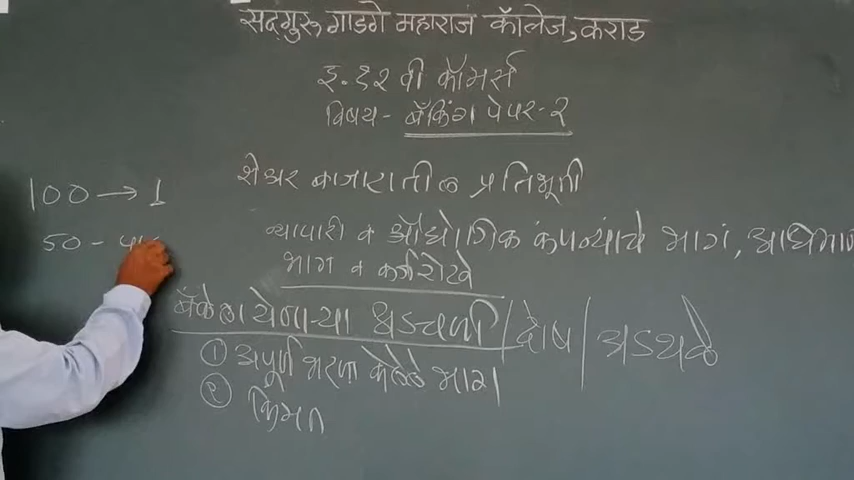 सद्गुरु गाडगे महाराज कॉलेज, कराड
इ. १२ वी कॉमर्स
विषय - बँकिंग पेपर - २
शेअर बाजारातील प्रतिभूती
100 → 1
व्यापारी व औद्योगिक कंपन्यांचे भाग, अधिमान
50 -
भाग व कर्जरोखे
बँकेला येणाऱ्या अडचणी / दोष / अडथळे
① अपूर्ण भरणा केलेले भाग
② किंमत